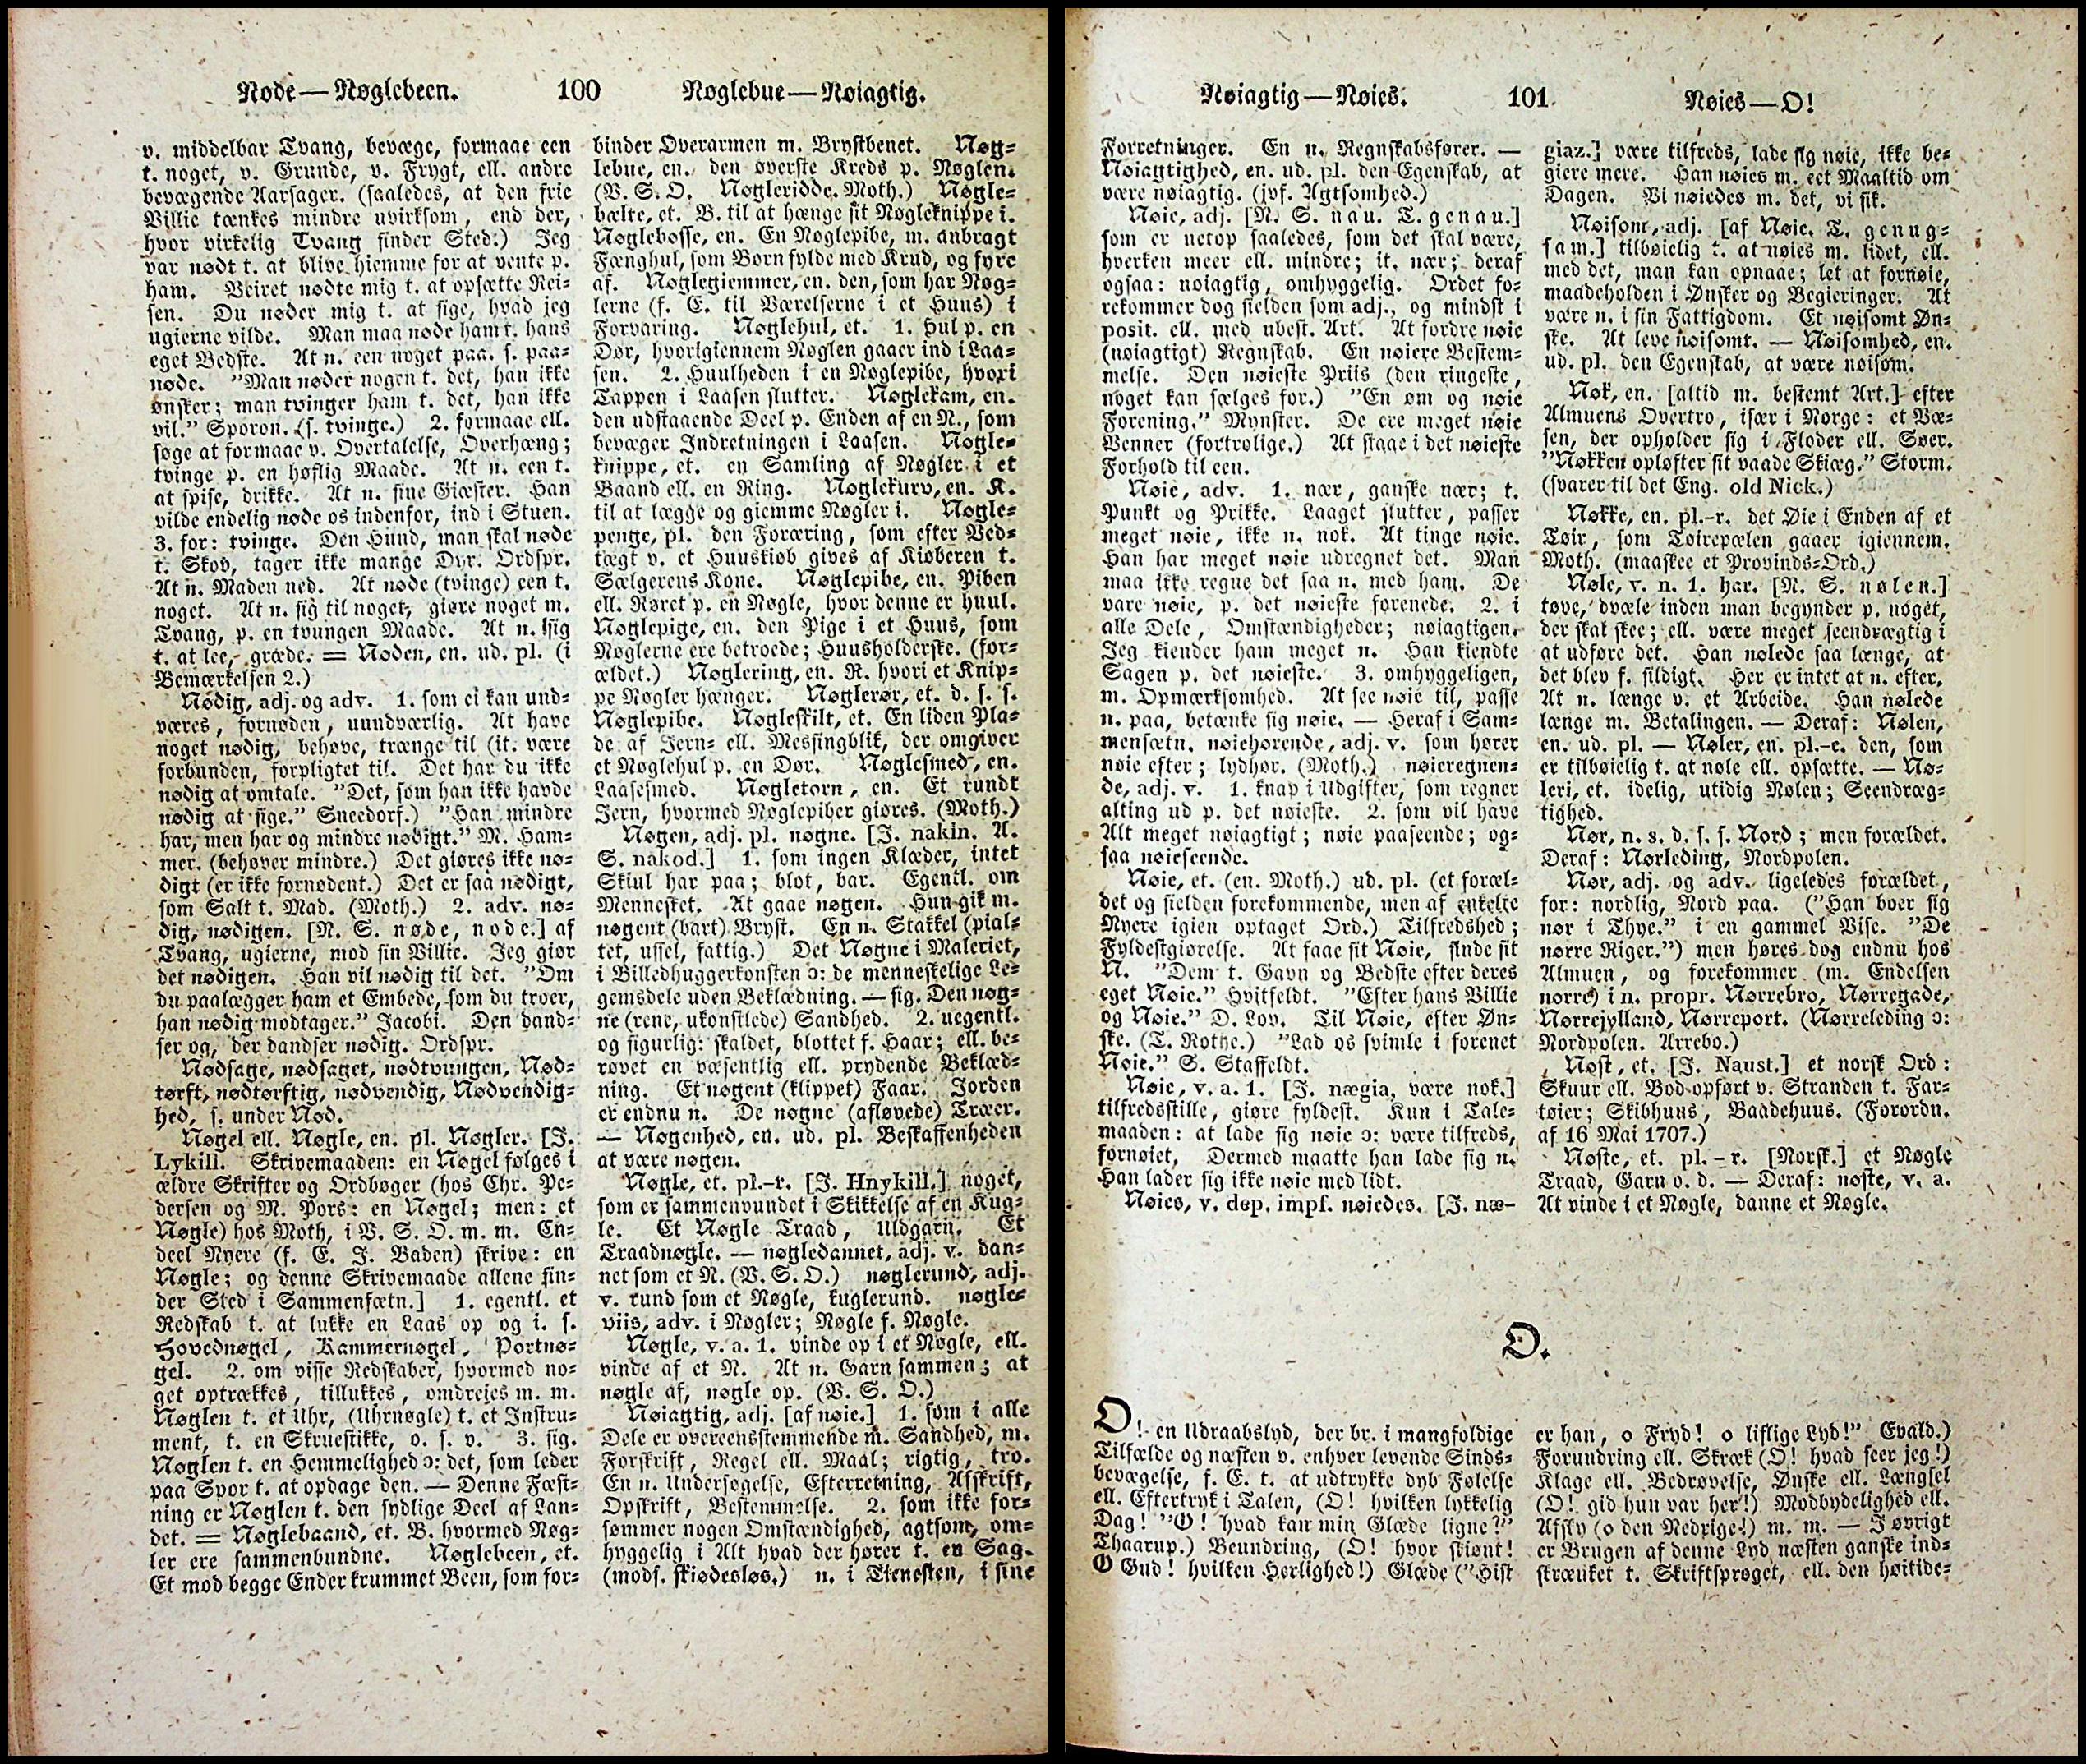 Nøde—Nøglebeen.
100
Nøglebue—Nøiagtig.
v. middelbar Tvang, bevæge, formaae een
t. noget, v. Grunde, v. Frygt, ell. andre
bevægende Aarsager. (saaledes, at den frie
Villie tænkes mindre uvirksom, end der,
hvor virkelig Tvang finder Sted.) Jeg
var nødt t. at blive hiemme for at vente p.
ham. Veiret nødte mig t. at opsætte Rei-
sen. Du nøder mig t. at sige, hvad jeg
ugierne vilde. Man maa nøde ham t. hans
eget Bedste. At n. een noget paa. s. paa-
nøde. "Man nøder nogen t. det, han ikke
ønsker; man tvinger ham t. det, han ikke
vil." Sporon. (s. tvinge.) 2. formaae ell.
søge at formaae v. Overtalelse, Overhæng;
tvinge p. en høflig Maade. At n. een t.
at spise, drikke. At n. sine Giæster. Han
vilde endelig nøde os indenfor, ind i Stuen.
3. for: tvinge. Den Hund, man skal nøde
t. Skov, tager ikke mange Dyr. Ordspr.
At n. Maden ned. At nøde (tvinge) een t.
noget. At n. sig til noget, giøre noget m.
Tvang, p. en tvungen Maade. At n. sig
t. at lee, græde. = Nøden, en. ud. pl. (i
Bemærkelsen 2.)
Nødig, adj. og adv. 1. som ei kan und-
væres, fornøden, uundværlig. At have
noget nødig, behøve, trænge til (it. være
forbunden, forpligtet til. Det har du ikke
nødig at omtale. "Det, som han ikke havde
nødig at sige." Sneedorf.) "Han mindre
har, men har og mindre nødigt." M. Ham-
mer. (behøver mindre.) Det giøres ikke nø-
digt (er ikke fornødent.) Det er saa nødigt,
som Salt t. Mad. (Moth.) 2. adv. nø-
dig, nødigen. [N. S. nøde, node.] af
Tvang, ugierne, mod sin Villie. Jeg giør
det nødigen. Han vil nødig til det. "Om
du paalægger ham et Embede, som du troer,
han nødig modtager." Jacobi. Den dand-
ser og, der dandser nødig. Ordspr.
Nødsage, nødsaget, nødtvungen, Nød-
tørft, nødtørftig, nødvendig, Nødvendig-
hed, s. under Nød.
Nøgel ell. Nøgle, en. pl. Nøgler. [J.
Lykill. Skrivemaaden: en Nøgel følges i
ældre Skrifter og Ordbøger (hos Chr. Pe-
dersen og M. Pors: en Nøgel; men: et
Nøgle) hos Moth, i V. S. O. m. m. En-
deel Nyere (f. E. J. Baden) skrive: en
Nøgle; og denne Skrivemaade allene fin-
der Sted i Sammensætn.] 1. egentl. et
Redskab t. at lukke en Laas op og i. s.
Hovednøgel, Kammernøgel, Portnø-
gel. 2. om visse Redskaber, hvormed no-
get optrækkes, tillukkes, omdreies m. m.
Nøglen t. et Uhr, (Uhrnøgle) t. et Instru-
ment, t. en Skruestikke, o. s. v. 3. fig.
Nøglen t. en Hemmelighed ɔ: det, som leder
paa Spor t. at opdage den. — Denne Fæst-
ning er Nøglen t. den sydlige Deel af Lan-
det. = Nøglebaand, et. B. hvormed Nøg-
ler ere sammenbundne. Nøglebeen, et.
Et mod begge Ender krummet Been, som for-
binder Overarmen m. Brystbenet. Nøg-
lebue, en. den øverste Kreds p. Nøglen.
(V. S. O. Nøgleridde. Moth.) Nøgle-
bælte, et. B. til at hænge sit Nøgleknippe i.
Nøglebøsse, en. En Nøglepibe, m. anbragt
Fænghul, som Børn fylde med Krud, og fyre
af. Nøglegiemmer, en. den, som har Nøg-
lerne (f. E. til Værelserne i et Huus) i
Forvaring. Nøglehul, et. 1. Hul p. en
Dør, hvorigiennem Nøglen gaaer ind i Laa-
sen. 2. Huulheden i en Nøglepibe, hvori
Tappen i Laasen slutter. Nøglekam, en.
den udstaaende Deel p. Enden af en N., som
bevæger Indretningen i Laasen. Nøgle-
knippe, et. en Samling af Nøgler i et
Baand ell. en Ring. Nøglekurv, en. K.
til at lægge og giemme Nøgler i. Nøgle-
penge, pl. den Foræring, som efter Ved-
tægt v. et Huuskiøb gives af Kiøberen t.
Sælgerens Kone. Nøglepibe, en. Piben
ell. Røret p. en Nøgle, hvor denne er huul.
Nøglepige, en. den Pige i et Huus, som
Nøglerne ere betroede; Huusholderske. (for-
ældet.) Nøglering, en. R. hvori et Knip-
pe Nøgler hænger. Nøglerør, et. d. s. s.
Nøglepibe. Nøgleskilt, et. En liden Pla-
de af Jern- ell. Messingblik, der omgiver
et Nøglehul p. en Dør. Nøglesmed, en.
Laasesmed. Nøgletorn, en. Et rundt
Jern, hvormed Nøglepiber giøres. (Moth.)
Nøgen, adj. pl. nøgne. [J. nakin. A.
S. nakod.] 1. som ingen Klæder, intet
Skiul har paa; blot, bar. Egentl. om
Mennesket. At gaae nøgen. Hun gik m.
nøgent (bart) Bryst. En n. Stakkel (pial-
tet, ussel, fattig.) Det Nøgne i Maleriet,
i Billedhuggerkonsten ɔ: de menneskelige Le-
gemsdele uden Beklædning. — fig. Den nøg-
ne (rene, ukonstlede) Sandhed. 2. uegentl.
og figurlig: skaldet, blottet f. Haar; ell. be-
røvet en væsentlig ell. prydende Beklæd-
ning. Et nøgent (klippet) Faar. Jorden
er endnu n. De nøgne (afløvede) Træer.
— Nøgenhed, en. ud. pl. Beskaffenheden
at være nøgen.
Nøgle, et. pl.-r. [J. Hnykill.] noget,
som er sammenvundet i Skikkelse af en Kug-
le. Et Nøgle Traad, Uldgarn. Et
Traadnøgle. — nøgledannet, adj. v. dan-
net som et N. (V. S. O.) nøglerund, adj.
v. rund som et Nøgle, kuglerund. nøgle-
viis, adv. i Nøgler; Nøgle f. Nøgle.
Nøgle, v. a. 1. vinde op i et Nøgle, ell.
vinde af et N. At n. Garn sammen; at
nøgle af, nøgle op. (V. S. O.)
Nøiagtig, adj. [af nøie.] 1. som i alle
Dele er overeensstemmende m. Sandhed, m.
Forskrift, Regel ell. Maal; rigtig, tro.
En n. Undersøgelse, Efterretning, Afskrift,
Opskrift, Bestemmelse. 2. som ikke for-
sømmer nogen Omstændighed, agtsom, om-
hyggelig i Alt hvad der hører t. en Sag.
(mods. skiødesløs.) n. i Tienesten, i sine
Nøiagtig—Nøies.
101
Nøies—O!
Forretninger. En n. Regnskabsfører. —
Nøiagtighed, en. ud. pl. den Egenskab, at
være nøiagtig. (jvf. Agtsomhed.)
Nøie, adj. [N. S. nau. T. genau.]
som er netop saaledes, som det skal være,
hverken meer ell. mindre; it. nær; deraf
ogsaa: nøiagtig, omhyggelig. Ordet fo-
rekommer dog sielden som adj., og mindst i
posit. ell. med ubest. Art. At fordre nøie
(nøiagtigt) Regnskab. En nøiere Bestem-
melse. Den nøieste Priis (den ringeste,
noget kan sælges for.) "En øm og nøie
Forening." Mynster. De ere meget nøie
Venner (fortrolige.) At staae i det nøieste
Forhold til een.
Nøie, adv. 1. nær, ganske nær; t.
Punkt og Prikke. Laaget slutter, passer
meget nøie, ikke n. nok. At tinge nøie.
Han har meget nøie udregnet det. Man
maa ikke regne det saa n. med ham. De
vare nøie, p. det nøieste forenede. 2. i
alle Dele, Omstændigheder; nøiagtigen.
Jeg kiender ham meget n. Han kiendte
Sagen p. det nøieste. 3. omhyggeligen,
m. Opmærksomhed. At see nøie til, passe
n. paa, betænke sig nøie. — Heraf i Sam-
mensætn. nøiehørende, adj. v. som hører
nøie efter; lydhør. (Moth.) nøieregnen-
de, adj. v. 1. knap i Udgifter, som regner
alting ud p. det nøieste. 2. som vil have
Alt meget nøiagtigt; nøie paaseende; og-
saa nøieseende.
Nøie, et. (en. Moth.) ud. pl. (et foræl-
det og sielden forekommende, men af enkelte
Nyere igien optaget Ord.) Tilfredshed;
Fyldestgiørelse. At faae sit Nøie, finde sit
N. "Dem t. Gavn og Bedste efter deres
eget Nøie." Hvitfeldt. "Efter hans Villie
og Nøie." D. Lov. Til Nøie, efter Øn-
ske. (T. Rothe.) "Lad os svimle i forenet
Nøie." S. Staffeldt.
Nøie, v. a. 1. [J. nægia, være nok.]
tilfredsstille, giøre fyldest. Kun i Tale-
maaden: at lade sig nøie ɔ: være tilfreds,
fornøiet, Dermed maatte han lade sig n.
Han lader sig ikke nøie med lidt.
Nøies, v. dep. impf. nøiedes. [J. næ-
giaz.] være tilfreds, lade sig nøie, ikke be-
giere mere. Han nøies m. eet Maaltid om
Dagen. Vi nøiedes m. det, vi fik.
Nøisom, adj. [af Nøie. T. genug-
sam.] tilbøielig t. at nøies m. lidet, ell.
med det, man kan opnaae; let at fornøie,
maadeholden i Ønsker og Begieringer. At
være n. i sin Fattigdom. Et nøisomt Øn-
ske. At leve nøisomt. — Nøisomhed, en.
ud. pl. den Egenskab, at være nøisom.
Nøk, en. [altid m. bestemt Art.] efter
Almuens Overtro, især i Norge: et Væ-
sen, der opholder sig i Floder ell. Søer.
"Nøkken opløfter sit vaade Skiæg." Storm.
(svarer til det Eng. old Nick.)
Nøkke, en. pl.-r. det Øie i Enden af et
Tøir, som Tøirepælen gaaer igiennem.
Moth. (maaskee et Provinds-Ord.)
Nøle, v. n. 1. har. [N. S. nølen.]
tøve, dvæle inden man begynder p. noget,
der skal skee; ell. være meget seendrægtig i
at udføre det. Han nølede saa længe, at
det blev f. sildigt. Her er intet at n. efter.
At n. længe v. et Arbeide. Han nølede
længe m. Betalingen. — Deraf: Nølen,
en. ud. pl. — Nøler, en. pl.-e. den, som
er tilbøielig t. at nøle ell. opsætte. — Nø-
leri, et. idelig, utidig Nølen; Seendræg-
tighed.
Nør, n. s. d. s. s. Nord; men forældet.
Deraf: Nørleding, Nordpolen.
Nør, adj. og adv. ligeledes forældet,
for: nordlig, Nord paa. ("Han boer sig
nør i Thye." i en gammel Vise. "De
nørre Riger.") men høres dog endnu hos
Almuen, og forekommer (m. Endelsen
nørre) i n. propr. Nørrebro, Nørregade,
Nørrejylland, Nørreport. (Nørreleding ɔ:
Nordpolen. Arrebo.)
Nøst, et. [J. Naust.] et norsk Ord:
Skuur ell. Bod opført v. Stranden t. Far-
tøier; Skibhuus, Baadehuus. (Forordn.
af 16 Mai 1707.)
Nøste, et. pl.-r. [Norsk.] et Nøgle
Traad, Garn o. d. — Deraf: nøste, v. a.
At vinde i et Nøgle, danne et Nøgle.
O.
O! en Udraabslyd, der br. i mangfoldige
Tilfælde og næsten v. enhver levende Sinds-
bevægelse, f. E. t. at udtrykke dyb Følelse
ell. Eftertryk i Talen, (O! hvilken lykkelig
Dag! "O! hvad kan min Glæde ligne?"
Thaarup.) Beundring, (O! hvor skiønt!
O Gud! hvilken Herlighed!) Glæde ("Hist
er han, o Fryd! o liflige Lyd!" Evald.)
Forundring ell. Skræk (O! hvad seer jeg!)
Klage ell. Bedrøvelse, Ønske ell. Længsel
(O! gid hun var her!) Modbydelighed ell.
Afsky (o den Nedrige!) m. m. — I øvrigt
er Brugen af denne Lyd næsten ganske ind-
skrænket t. Skriftsproget, ell. den høitide-